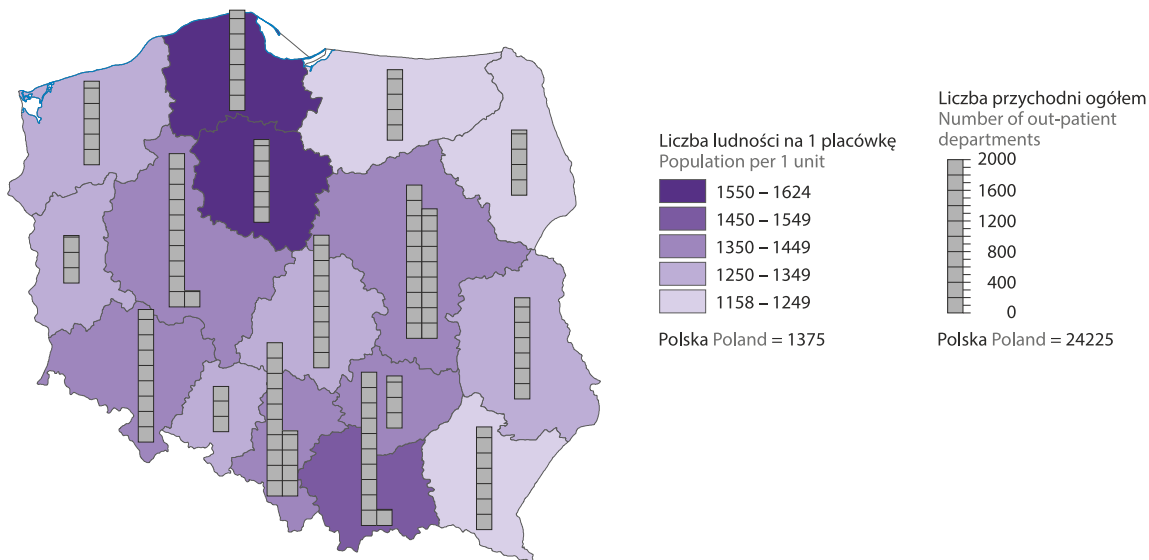 Liczba ludności na 1 placówkę
Population per 1 unit
1550 – 1624
1450 – 1549
1350 – 1449
1250 – 1349
1158 – 1249
Polska Poland = 1375
Liczba przychodni ogółem
Number of out-patient
departments
2000
1600
1200
800
400
0
Polska Poland = 24225